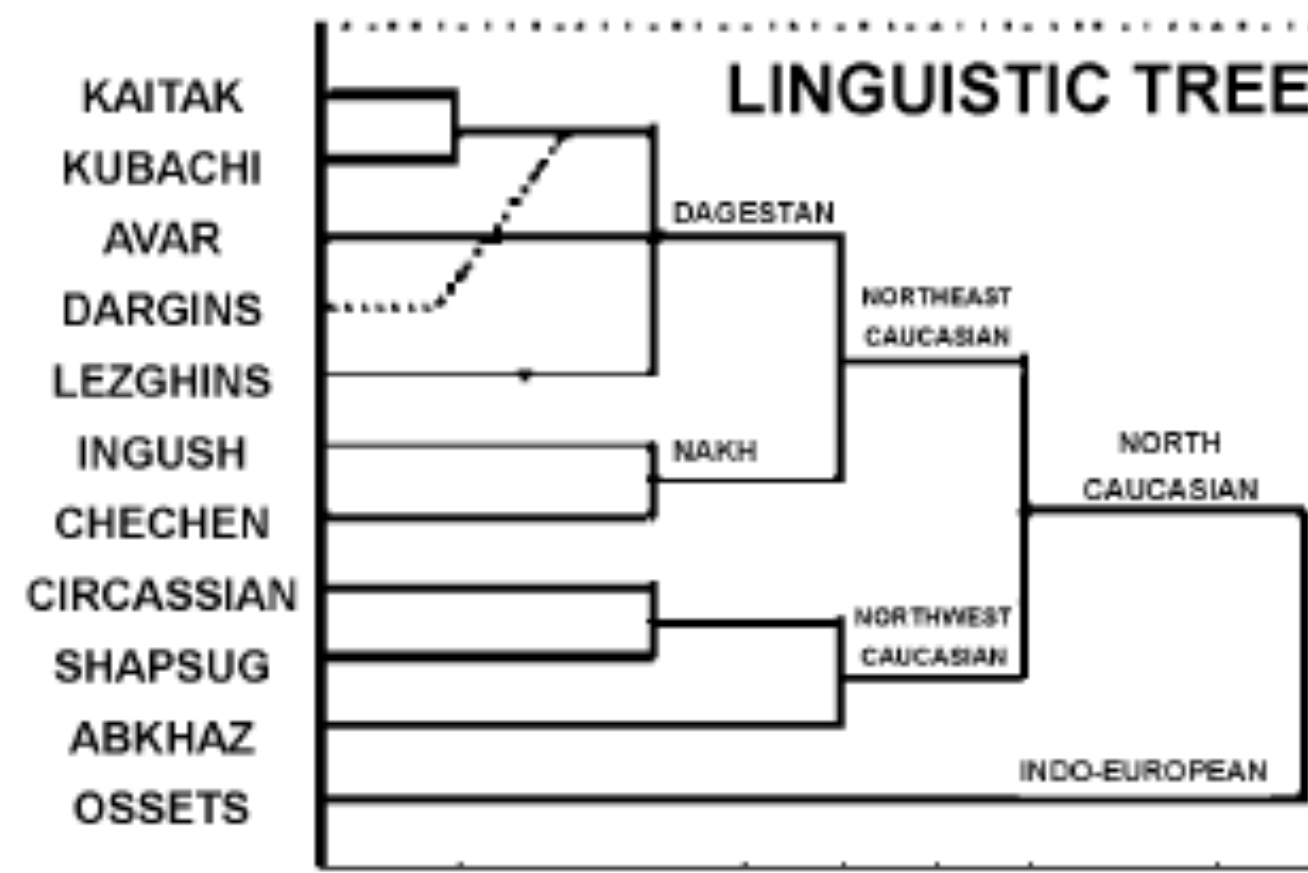 LINGUISTIC TREE
KAITAK
KUBACHI
AVAR
DARGINS
LEZGHINS
INGUSH
CHECHEN
CIRCASSIAN
SHAPSUG
ABKHAZ
OSSETS
DAGESTAN
NAKH
NORTHEAST
CAUCASIAN
NORTHWEST
CAUCASIAN
NORTH
CAUCASIAN
INDO-EUROPEAN